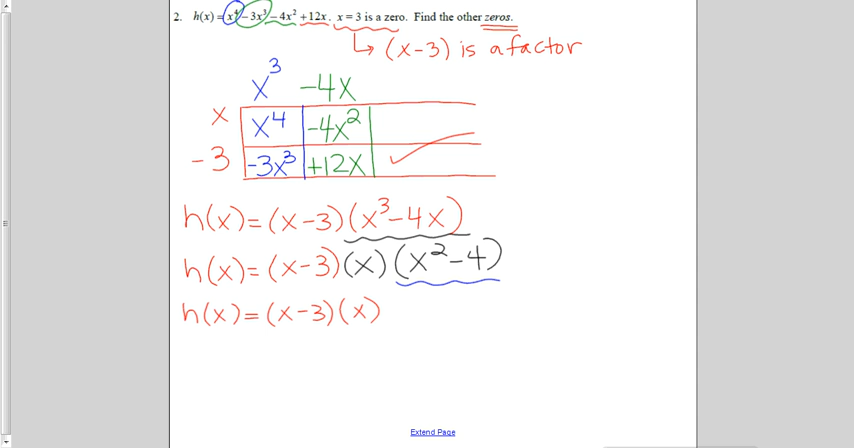 2. h(x) = x⁴ - 3x³ - 4x² + 12x. x = 3 is a zero. Find the other zeros.
↳ (x-3) is a factor
x³ -4x
x x⁴ -4x²
-3 -3x³ +12x ✓
h(x) = (x-3)(x³-4x)
h(x) = (x-3)(x)(x²-4)
h(x) = (x-3)(x)
Extend Page